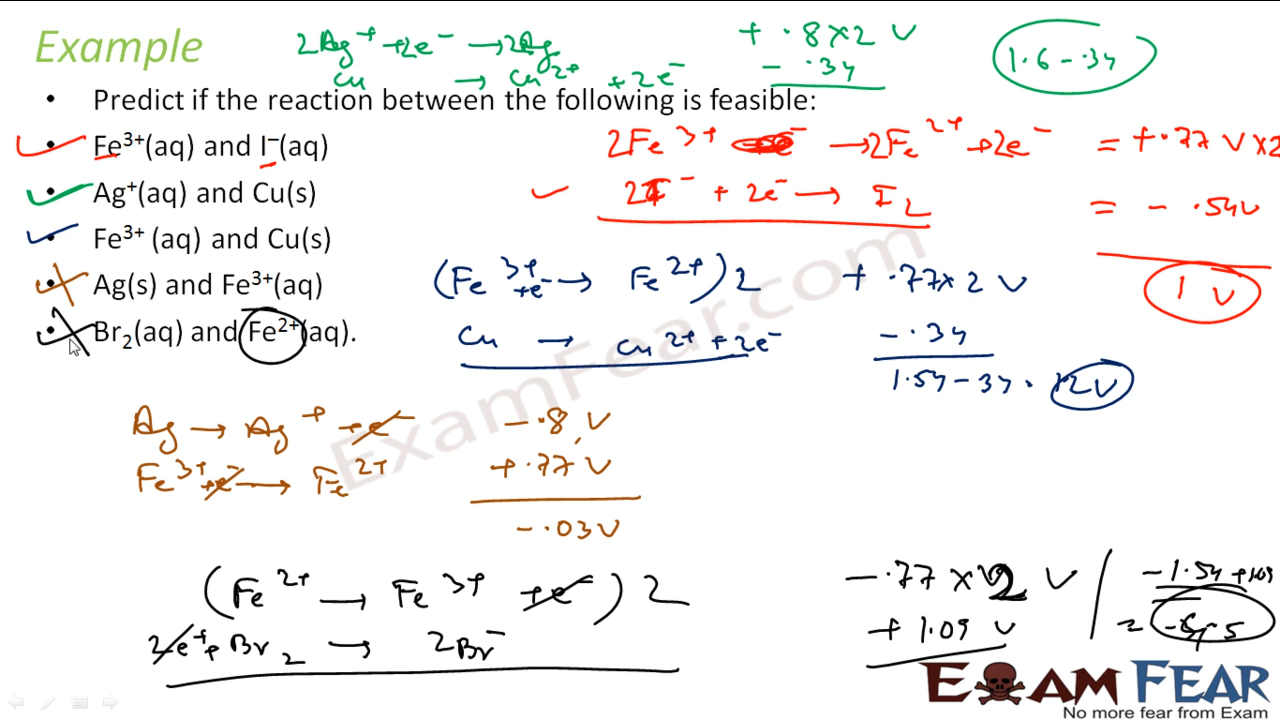 Example
2Ag⁺ + 2e⁻ → 2Ag
Cu → Cu²⁺ + 2e⁻
+ .8 × 2 V
- .34
1.6 - .34
• Predict if the reaction between the following is feasible:
• Fe³⁺(aq) and I⁻(aq)
• Ag⁺(aq) and Cu(s)
• Fe³⁺ (aq) and Cu(s)
• Ag(s) and Fe³⁺(aq)
• Br₂(aq) and Fe²⁺(aq).
2Fe³⁺ → 2Fe²⁺ + 2e⁻ = + .77 V × 2
2I⁻ + 2e⁻ → I₂ = - .54V
1 V
(Fe³⁺ + e⁻ → Fe²⁺) 2 + .77 × 2 V
Cu → Cu²⁺ + 2e⁻ - .34
1.54 - 34 .
2V
Ag → Ag⁺ + e - .8 V
Fe³⁺ + e⁻ → Fe²⁺ + .77 V
- .03 V
(Fe²⁺ → Fe³⁺ + e⁻) 2 - .77 × 2 V
- 1.54 + 1.09
2e⁻ + Br₂ → 2Br⁻ + 1.09 V
ExamFear.com
EXAM FEAR
No more fear from Exam